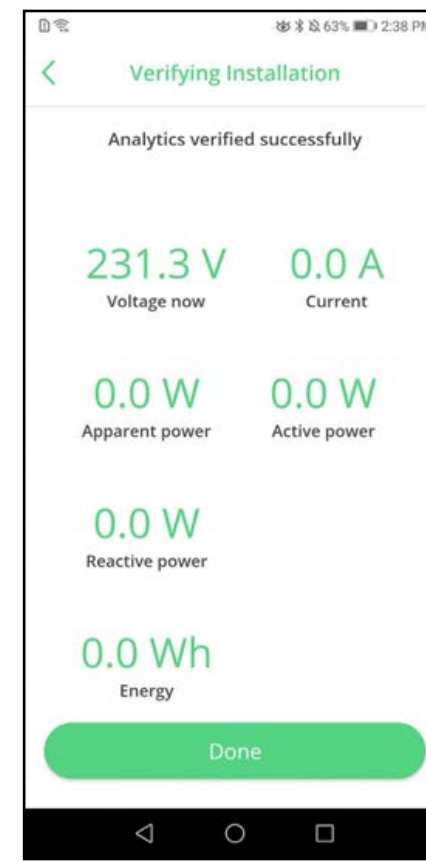 63% 2:38 PM
Verifying Installation
Analytics verified successfully
231.3 V 0.0 A
Voltage now Current
0.0 W 0.0 W
Apparent power Active power
0.0 W
Reactive power
0.0 Wh
Energy
Done